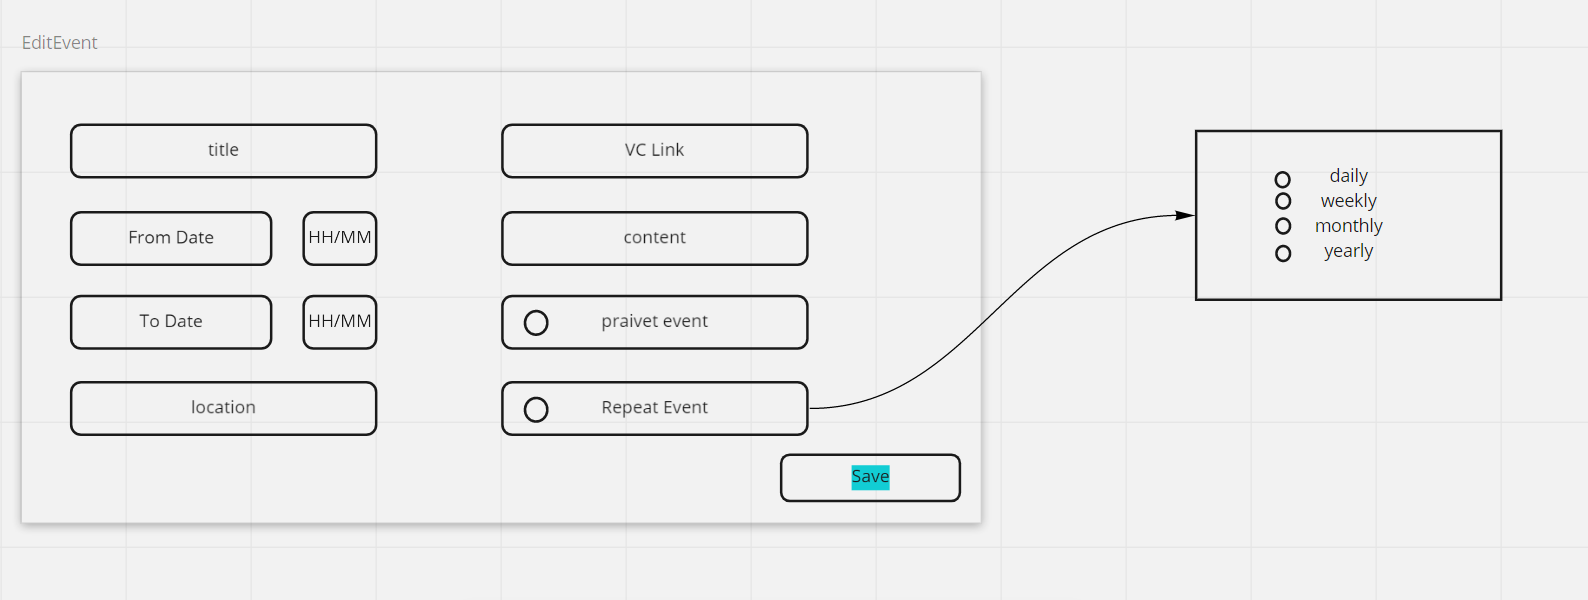 EditEvent
title
VC Link
From Date
HH/MM
content
To Date
HH/MM
praivet event
location
Repeat Event
Save
daily
weekly
monthly
yearly